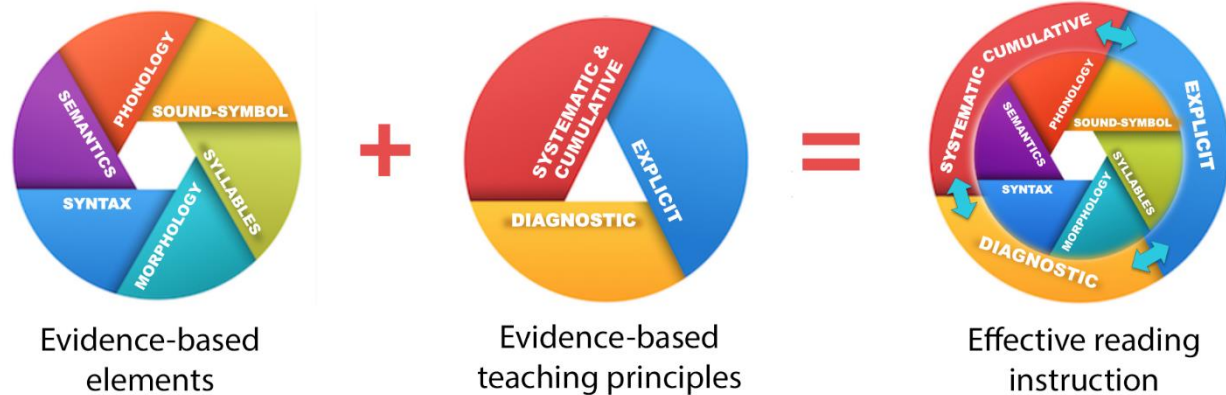 PHONOLOGY
SOUND-SYMBOL
SYLLABLES
MORPHOLOGY
SYNTAX
SEMANTICS
+
SYSTEMATIC &
CUMULATIVE
EXPLICIT
DIAGNOSTIC
=
SYSTEMATIC CUMULATIVE
EXPLICIT
DIAGNOSTIC
PHONOLOGY
SOUND-SYMBOL
SYLLABLES
MORPHOLOGY
SYNTAX
SEMANTICS
Evidence-based
elements
Evidence-based
teaching principles
Effective reading
instruction